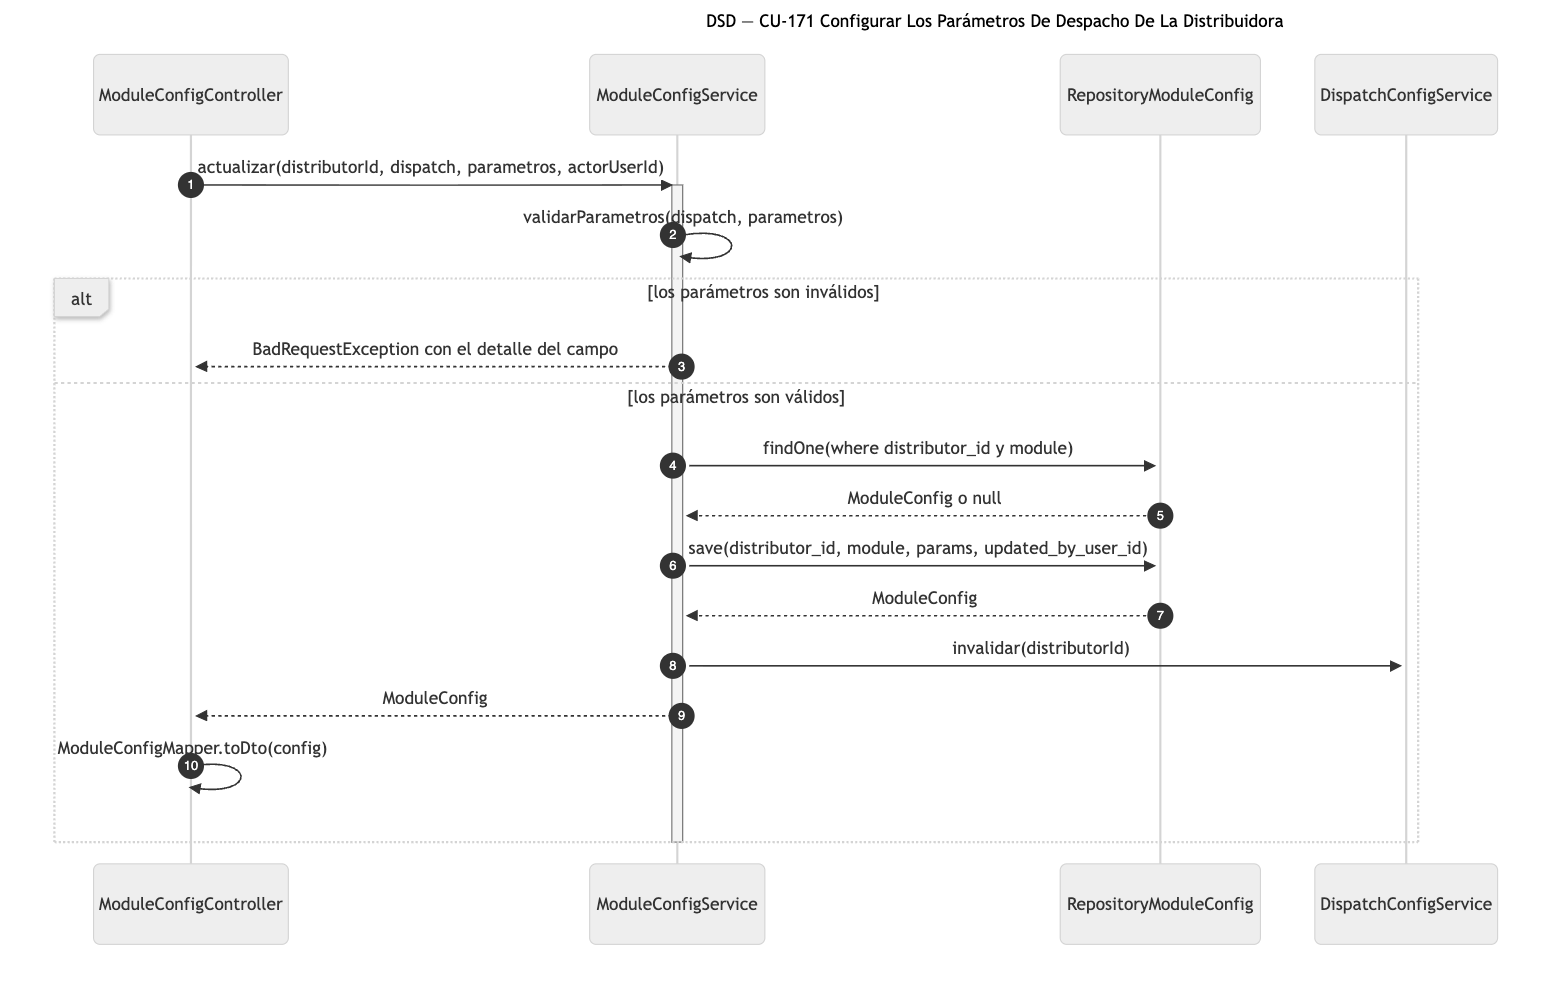 DSD — CU-171 Configurar Los Parámetros De Despacho De La Distribuidora
ModuleConfigController
ModuleConfigService
RepositoryModuleConfig
DispatchConfigService
actualizar(distributorId, dispatch, parametros, actorUserId)
1
validarParametros(dispatch, parametros)
2
alt
[los parámetros son inválidos]
BadRequestException con el detalle del campo
3
[los parámetros son válidos]
findOne(where distributor_id y module)
4
ModuleConfig o null
5
save(distributor_id, module, params, updated_by_user_id)
6
ModuleConfig
7
invalidar(distributorId)
8
ModuleConfig
9
ModuleConfigMapper.toDto(config)
10
ModuleConfigController
ModuleConfigService
RepositoryModuleConfig
DispatchConfigService